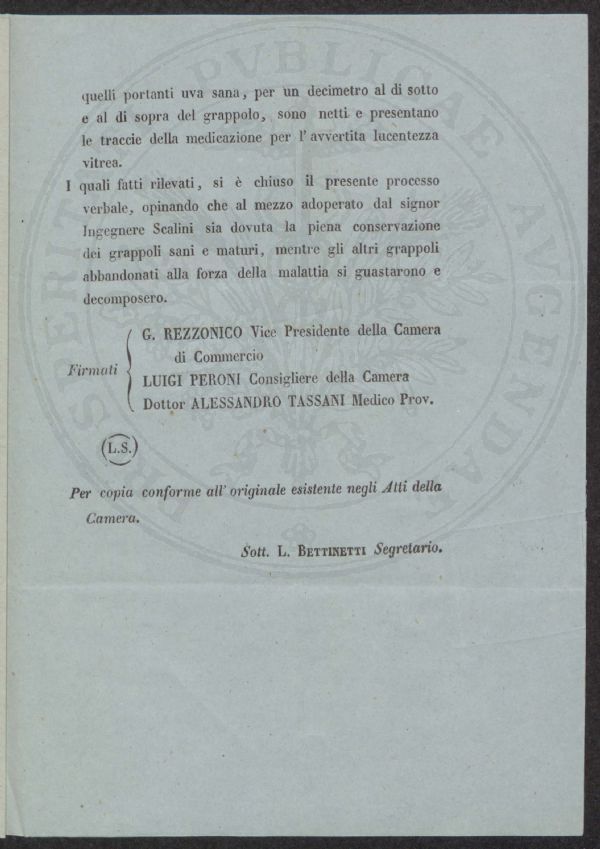 quelli portanti uva sana, per un decimetro al di sotto
e al di sopra del grappolo, sono netti e presentano
le traccie della medicazione per l'avvertita lucentezza
vitrea.
I quali fatti rilevati, si è chiuso il presente processo
verbale, opinando che al mezzo adoperato dal signor
Ingegnere Scalini sia dovuta la piena conservazione
dei grappoli sani e maturi, mentre gli altri grappoli
abbandonati alla forza della malattia si guastarono e
decomposero.
Firmati
G. REZZONICO Vice Presidente della Camera
di Commercio
LUIGI PERONI Consigliere della Camera
Dottor ALESSANDRO TASSANI Medico Prov.
(L.S.)
Per copia conforme all' originale esistente negli Atti della
Camera.
Sott. L. BETTINETTI Segretario.
PUBLICAE AUGENDAE